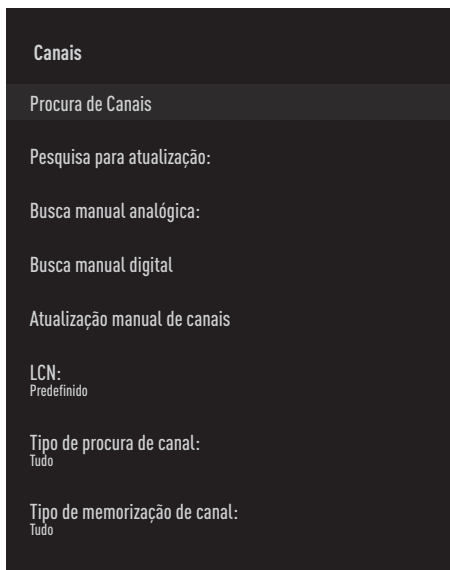 Canais
Procura de Canais
Pesquisa para atualização:
Busca manual analógica:
Busca manual digital
Atualização manual de canais
LCN:
Predefinido
Tipo de procura de canal:
Tudo
Tipo de memorização de canal:
Tudo